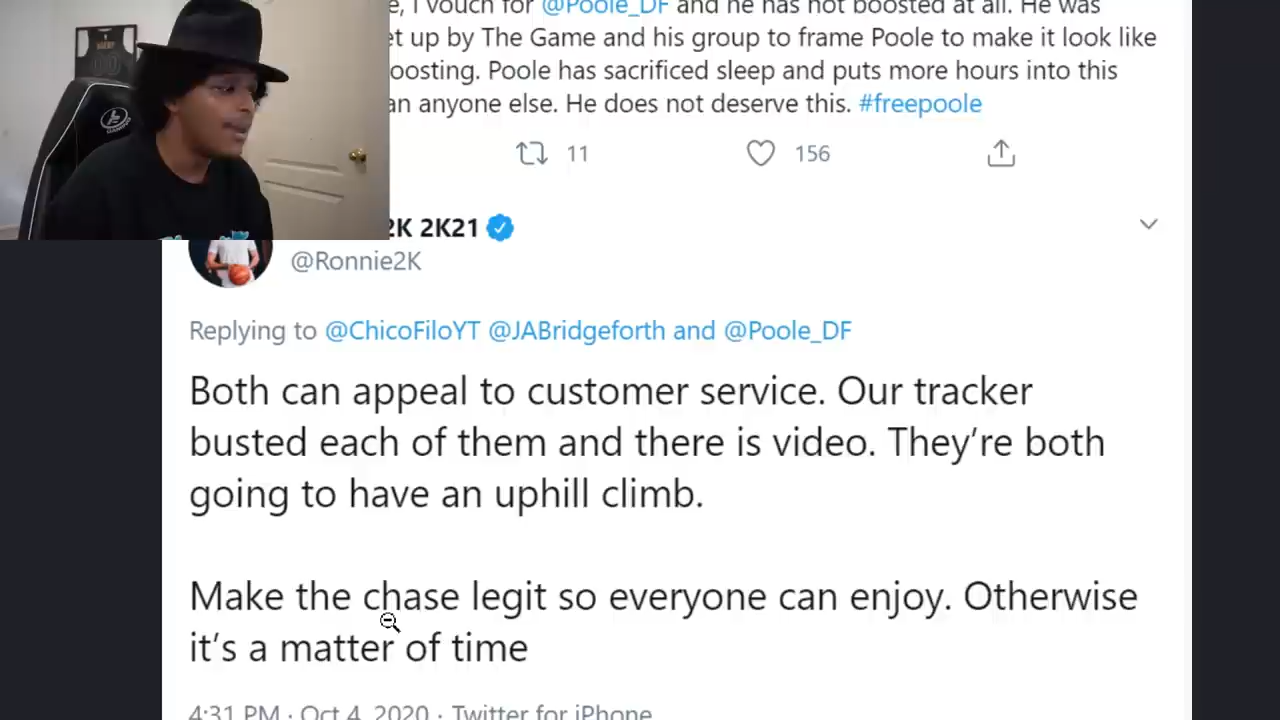 e, I vouch for @Poole_DF and he has not boosted at all. He was
et up by The Game and his group to frame Poole to make it look like
oosting. Poole has sacrificed sleep and puts more hours into this
an anyone else. He does not deserve this. #freepoole
11 156
2K 2K21
@Ronnie2K
Replying to @ChicoFiloYT @JABridgeforth and @Poole_DF
Both can appeal to customer service. Our tracker
busted each of them and there is video. They’re both
going to have an uphill climb.
Make the chase legit so everyone can enjoy. Otherwise
it’s a matter of time
4:31 PM · Oct 4, 2020 · Twitter for iPhone